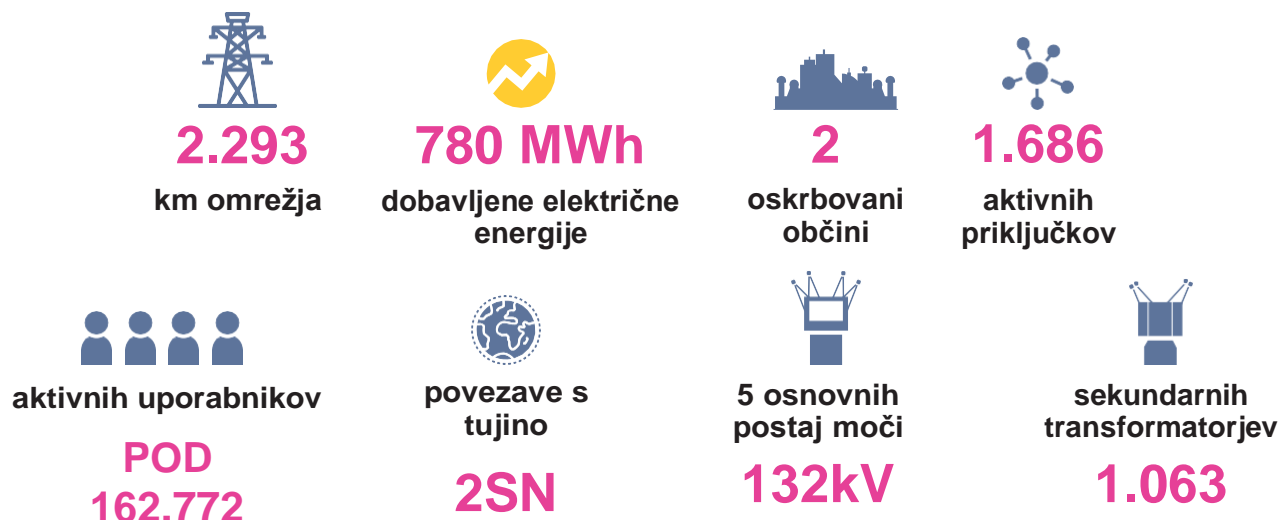 2.293
km omrežja
780 MWh
dobavljene električne
energije
2
oskrbovani
občini
1.686
aktivnih
priključkov
aktivnih uporabnikov
POD
162.772
povezave s
tujino
2SN
5 osnovnih
postaj moči
132kV
sekundarnih
transformatorjev
1.063